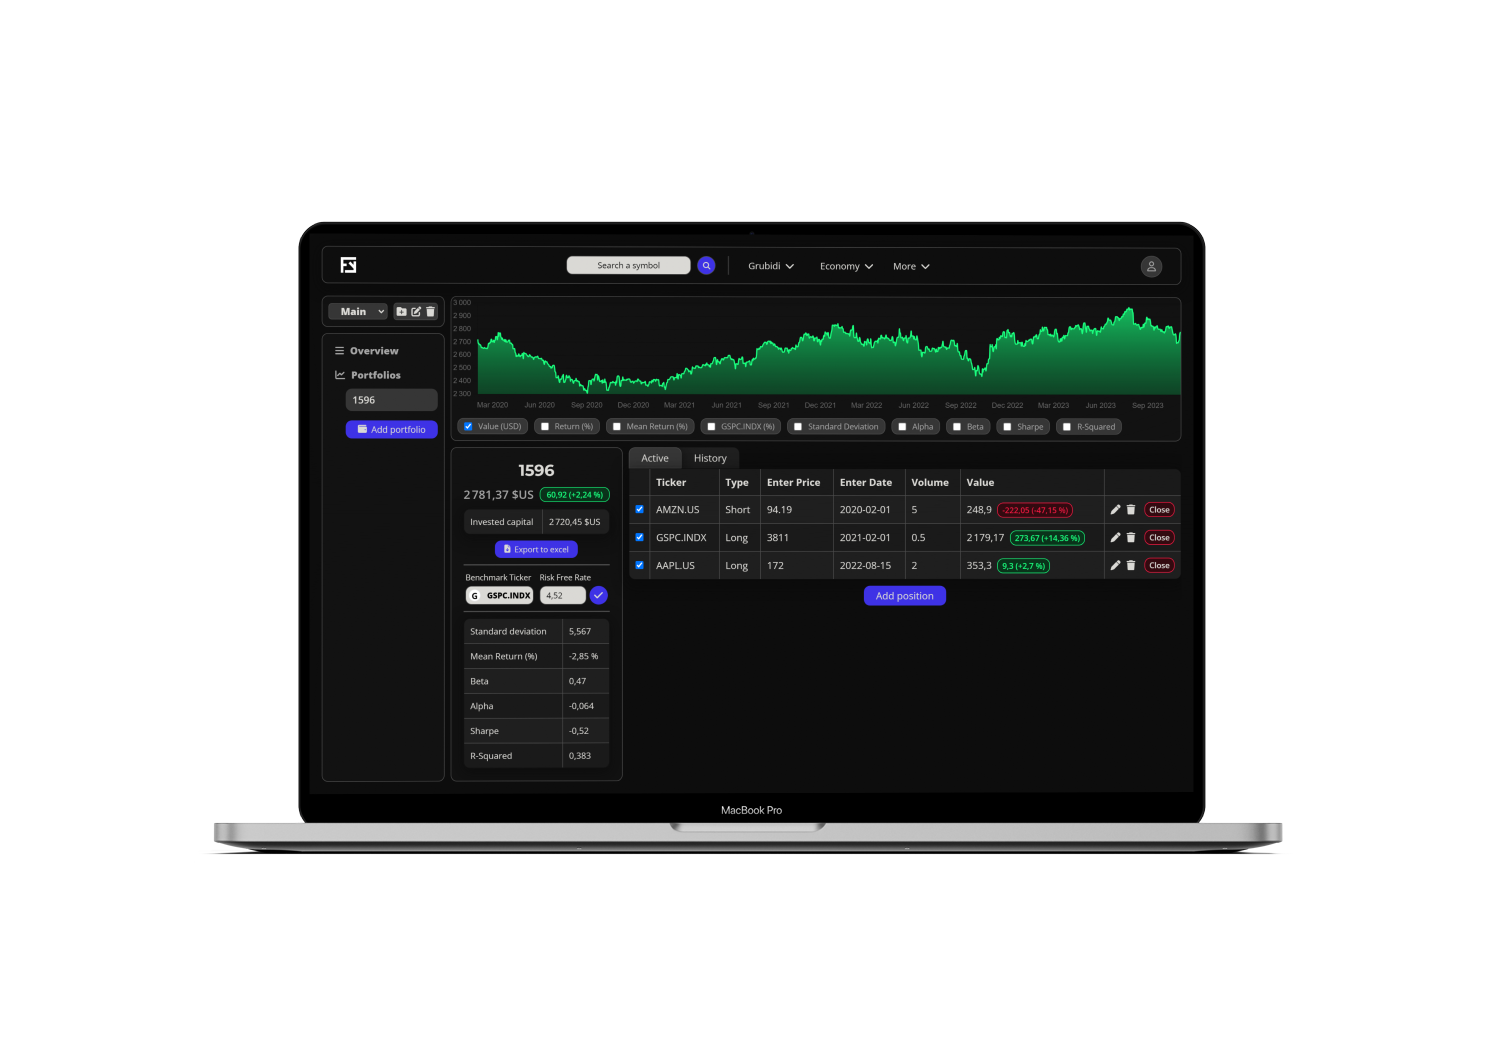 Search a symbol
Grubidi
Economy
More
Main
Overview
Portfolios
1596
Add portfolio
3 000
2 900
2 800
2 700
2 600
2 500
2 400
2 300
Mar 2020 Jun 2020 Sep 2020 Dec 2020 Mar 2021 Jun 2021 Sep 2021 Dec 2021 Mar 2022 Jun 2022 Sep 2022 Dec 2022 Mar 2023 Jun 2023 Sep 2023
Value (USD) Return (%) Mean Return (%) GSPC.INDX (%) Standard Deviation Alpha Beta Sharpe R-Squared
1596
2 781,37 $US 60,92 (+2,24 %)
Invested capital 2 720,45 $US
Export to excel
Benchmark Ticker Risk Free Rate
G GSPC.INDX 4,52
Standard deviation 5,567
Mean Return (%) -2,85 %
Beta 0,47
Alpha -0,064
Sharpe -0,52
R-Squared 0,383
Active History
Ticker Type Enter Price Enter Date Volume Value
AMZN.US Short 94.19 2020-02-01 5 248,9 -222,05 (-47,15 %) Close
GSPC.INDX Long 3811 2021-02-01 0.5 2 179,17 273,67 (+14,36 %) Close
AAPL.US Long 172 2022-08-15 2 353,3 9,3 (+2,7 %) Close
Add position
MacBook Pro